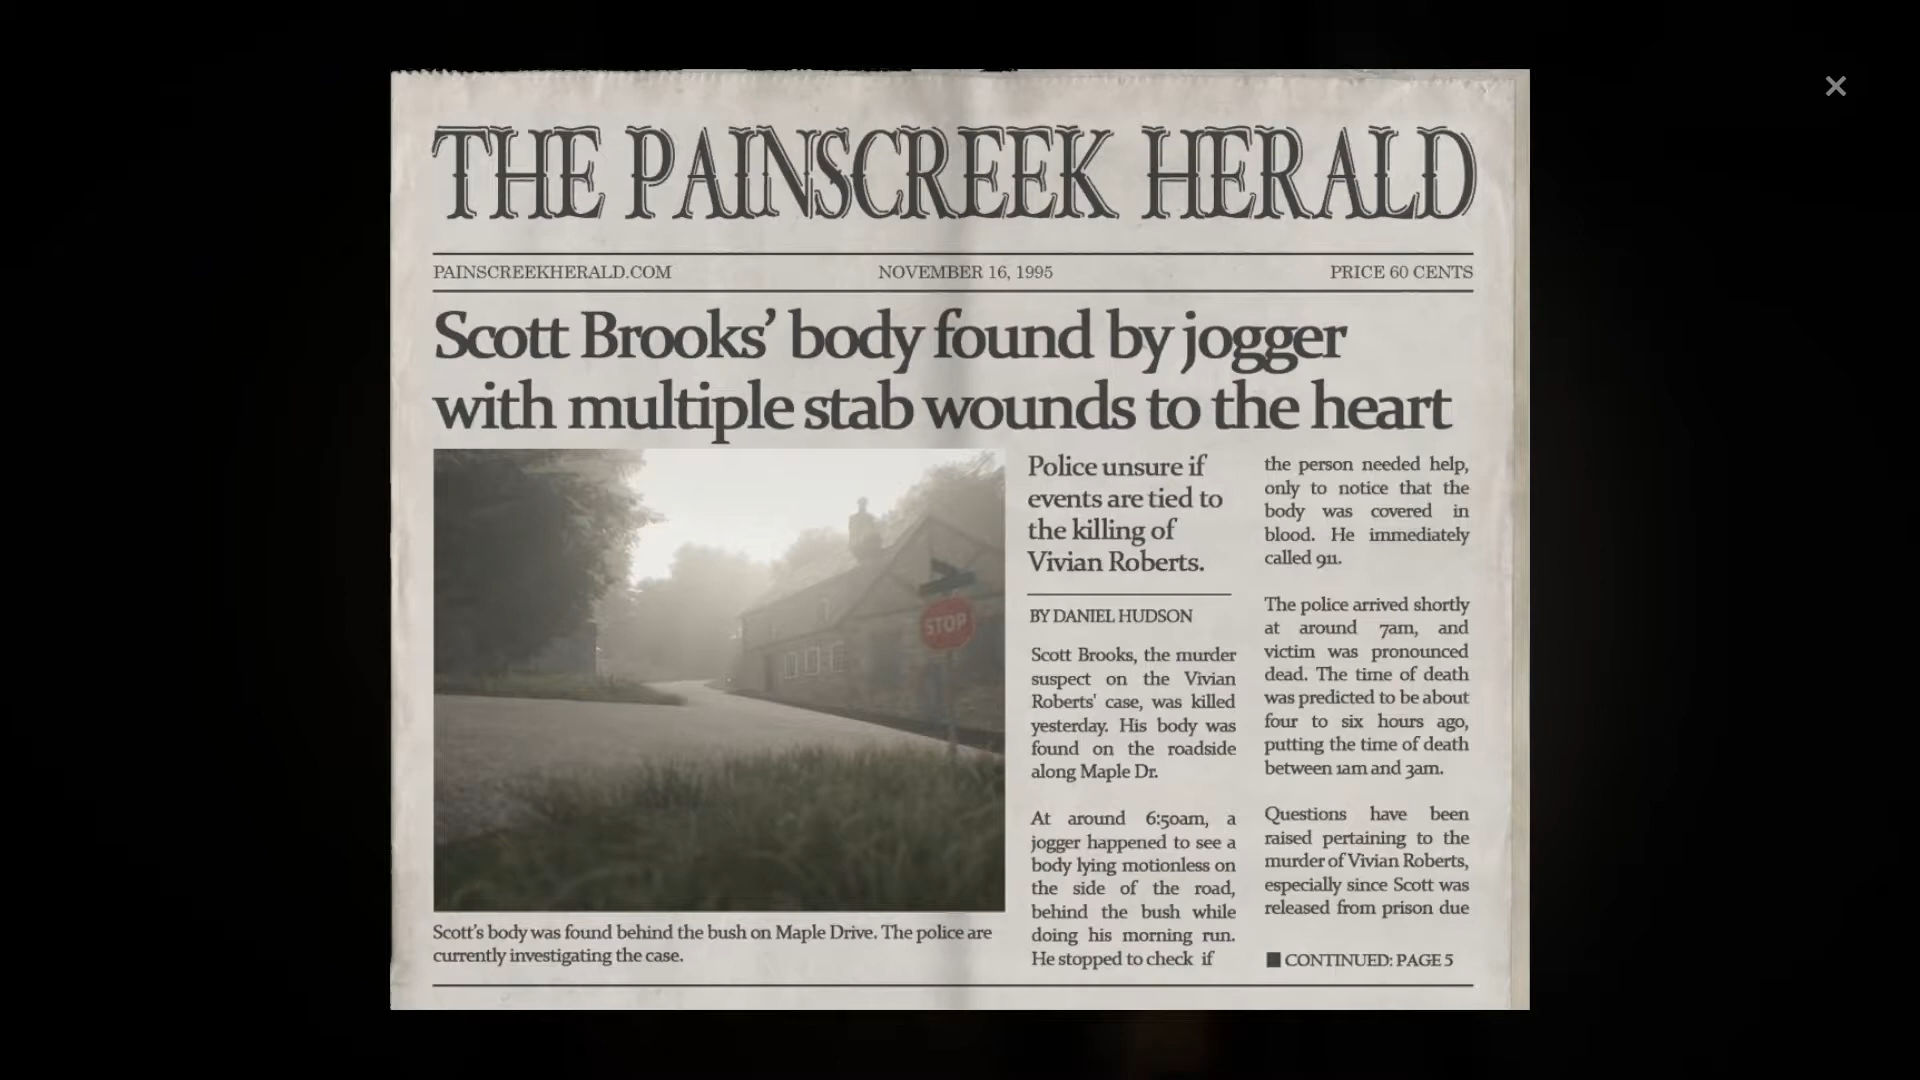 THE PAINSCREEK HERALD
PAINSCREEKHERALD.COM NOVEMBER 16, 1995 PRICE 60 CENTS
Scott Brooks’ body found by jogger
with multiple stab wounds to the heart
STOP
Scott’s body was found behind the bush on Maple Drive. The police are
currently investigating the case.
Police unsure if
events are tied to
the killing of
Vivian Roberts.
BY DANIEL HUDSON
Scott Brooks, the murder
suspect on the Vivian
Roberts' case, was killed
yesterday. His body was
found on the roadside
along Maple Dr.
At around 6:50am, a
jogger happened to see a
body lying motionless on
the side of the road,
behind the bush while
doing his morning run.
He stopped to check if
the person needed help,
only to notice that the
body was covered in
blood. He immediately
called 911.
The police arrived shortly
at around 7am, and
victim was pronounced
dead. The time of death
was predicted to be about
four to six hours ago,
putting the time of death
between 1am and 3am.
Questions have been
raised pertaining to the
murder of Vivian Roberts,
especially since Scott was
released from prison due
■ CONTINUED: PAGE 5